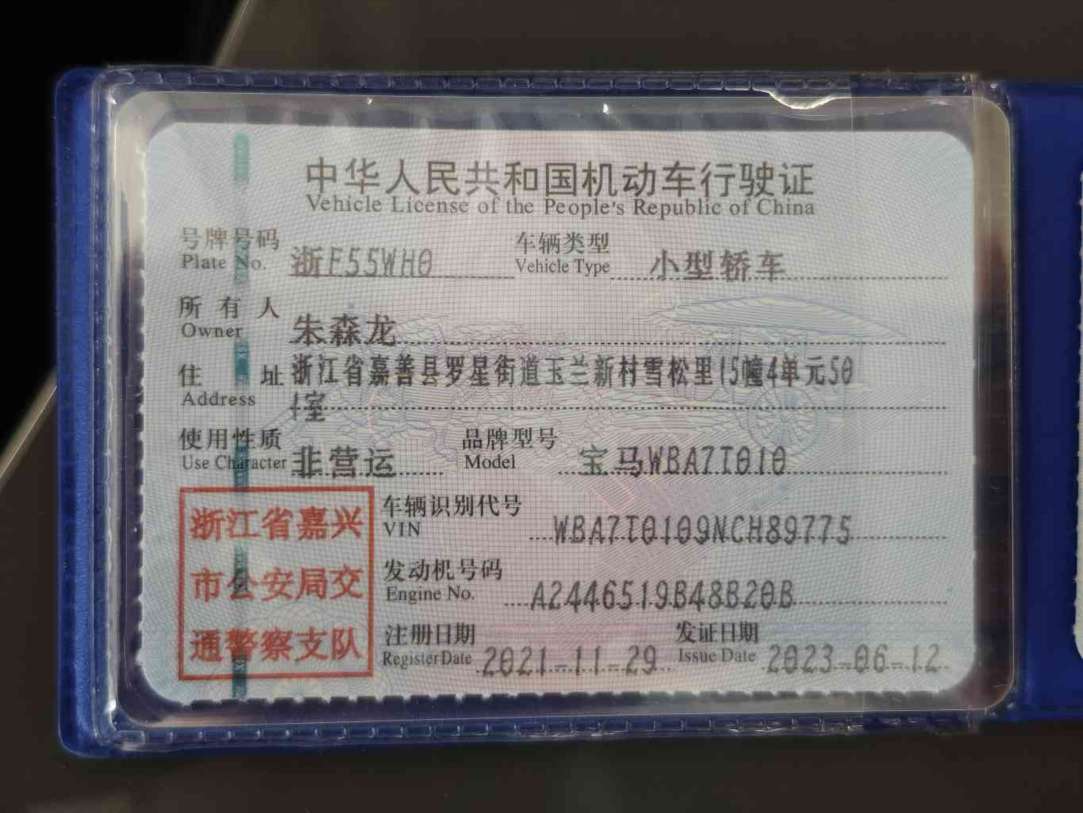 中华人民共和国机动车行驶证
Vehicle License of the People's Republic of China
号牌号码 浙F55WH0 车辆类型 小型轿车
Plate No. Vehicle Type
所有人 朱森龙
Owner
住址 浙江省嘉善县罗星街道玉兰新村雪松里15幢4单元50
Address 1室
使用性质 非营运 品牌型号 宝马WBA7T010
Use Character Model
浙江省嘉兴
市公安局交
通警察支队
车辆识别代号 WBA7T0109NCH89775
VIN
发动机号码 A2446519B48B20B
Engine No.
注册日期 2021-11-29 发证日期 2023-06-12
Register Date Issue Date